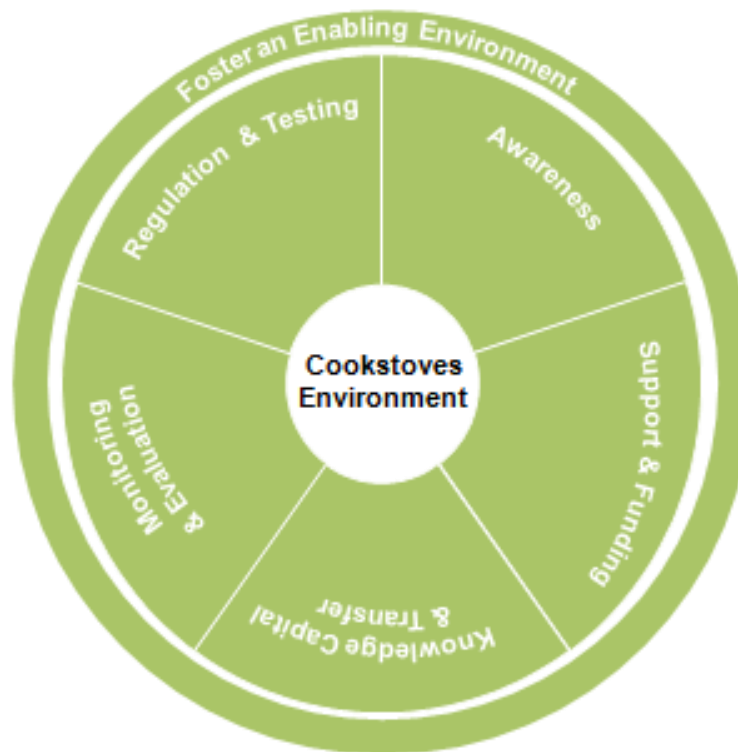 Foster an Enabling Environment
Regulation & Testing
Awareness
Support & Funding
Knowledge Capital
& Transfer
Monitoring
& Evaluation
Cookstoves
Environment